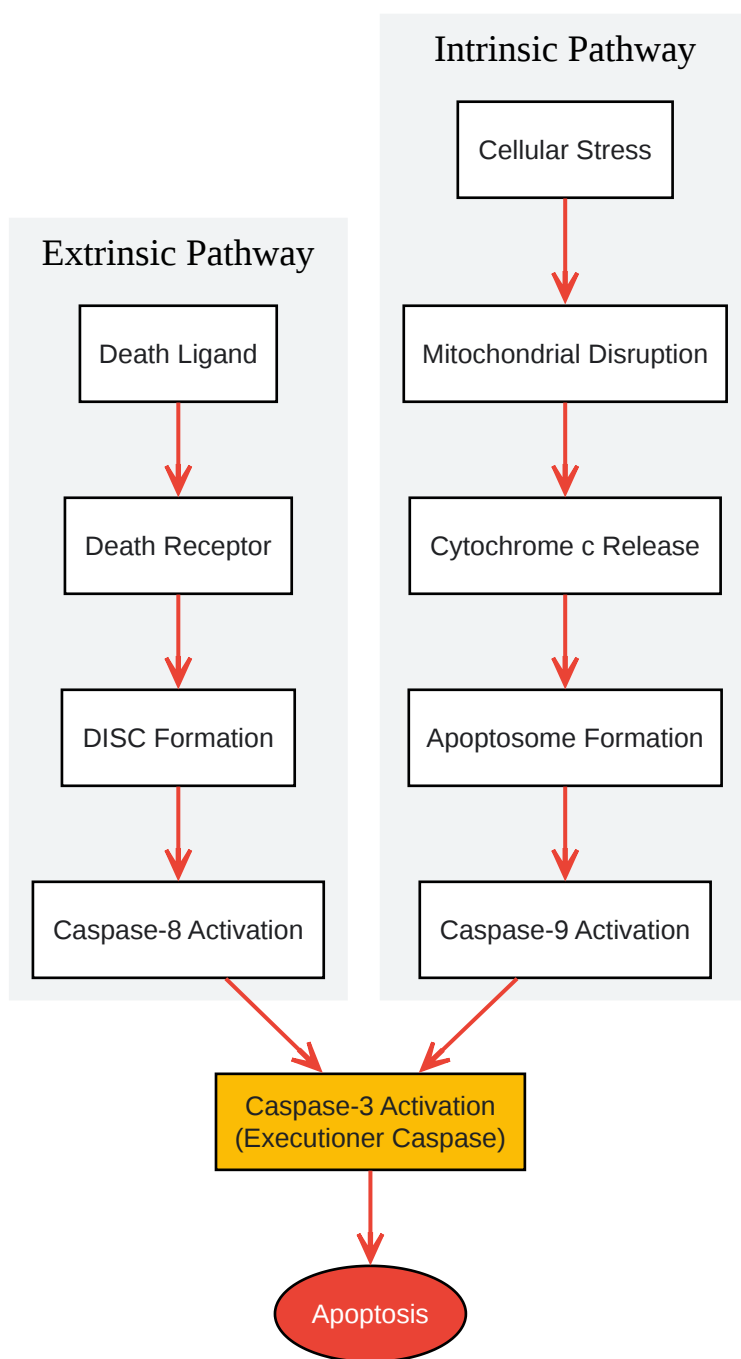 Intrinsic Pathway
Cellular Stress
Mitochondrial Disruption
Cytochrome c Release
Apoptosome Formation
Caspase-9 Activation
Extrinsic Pathway
Death Ligand
Death Receptor
DISC Formation
Caspase-8 Activation
Caspase-3 Activation
(Executioner Caspase)
Apoptosis